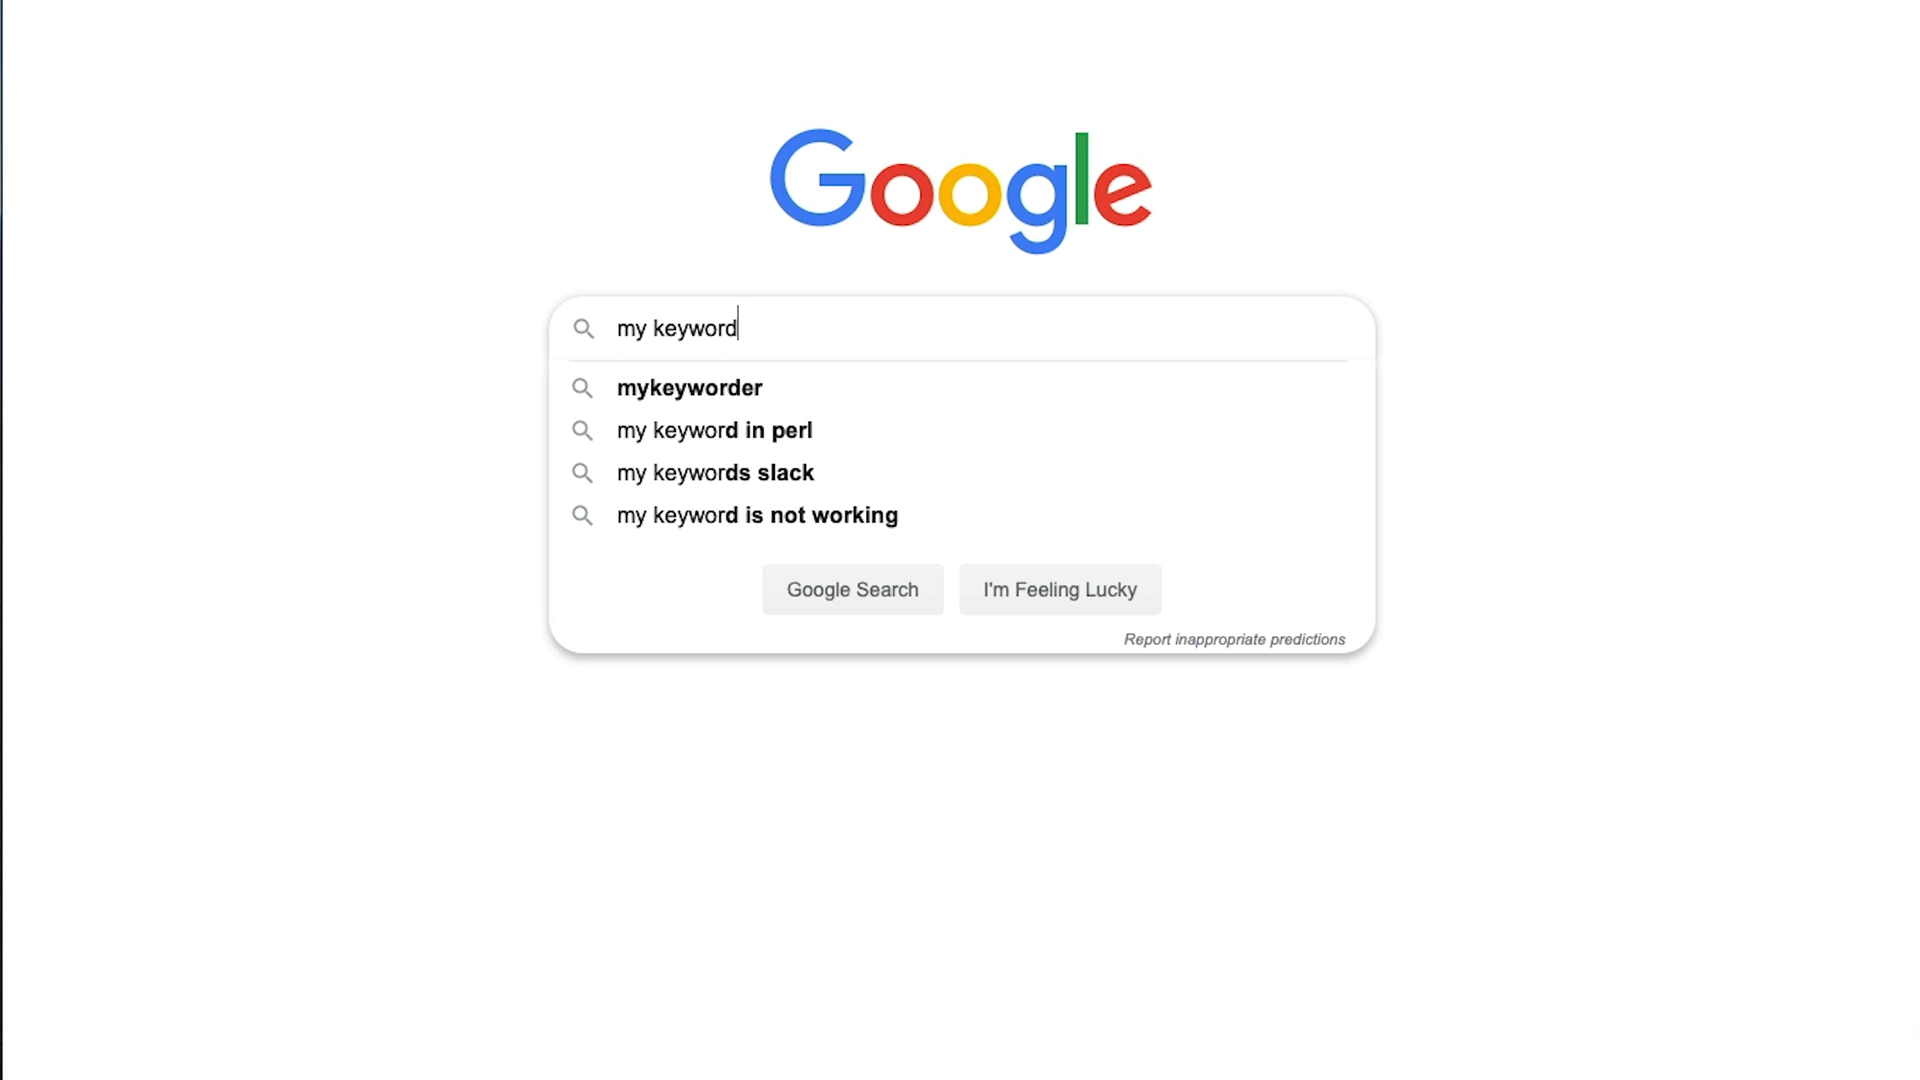 Google
my keyword
mykeyworder
my keyword in perl
my keywords slack
my keyword is not working
Google Search I'm Feeling Lucky
Report inappropriate predictions